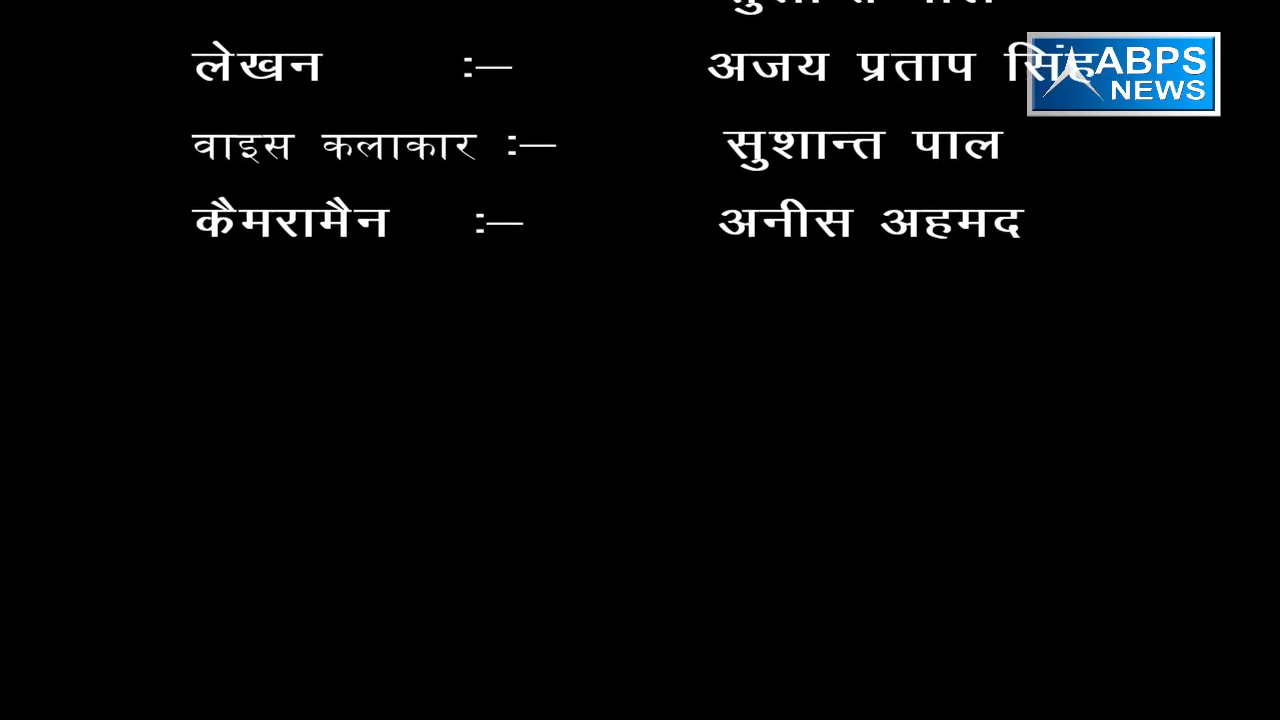 लेखन :— अजय प्रताप सिंह
ABPS
NEWS
वाइस कलाकार :— सुशान्त पाल
कैमरामैन :— अनीस अहमद